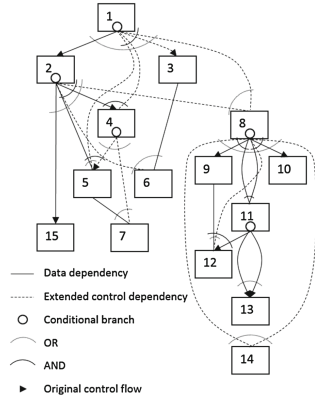 1
2
3
4
8
5
6
9
10
11
15
7
12
13
14
Data dependency
Extended control dependency
Conditional branch
OR
AND
Original control flow